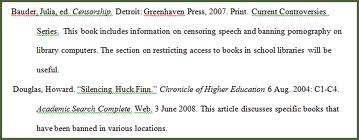 Bauder, Julia, ed. Censorship. Detroit: Greenhaven Press, 2007. Print. Current Controversies
Series. This book includes information on censoring speech and banning pornography on
library computers. The section on restricting access to books in school libraries will be
useful.
Douglas, Howard. "Silencing Huck Finn." Chronicle of Higher Education 6 Aug. 2004: C1-C4.
Academic Search Complete. Web. 3 June 2008. This article discusses specific books that
have been banned in various locations.